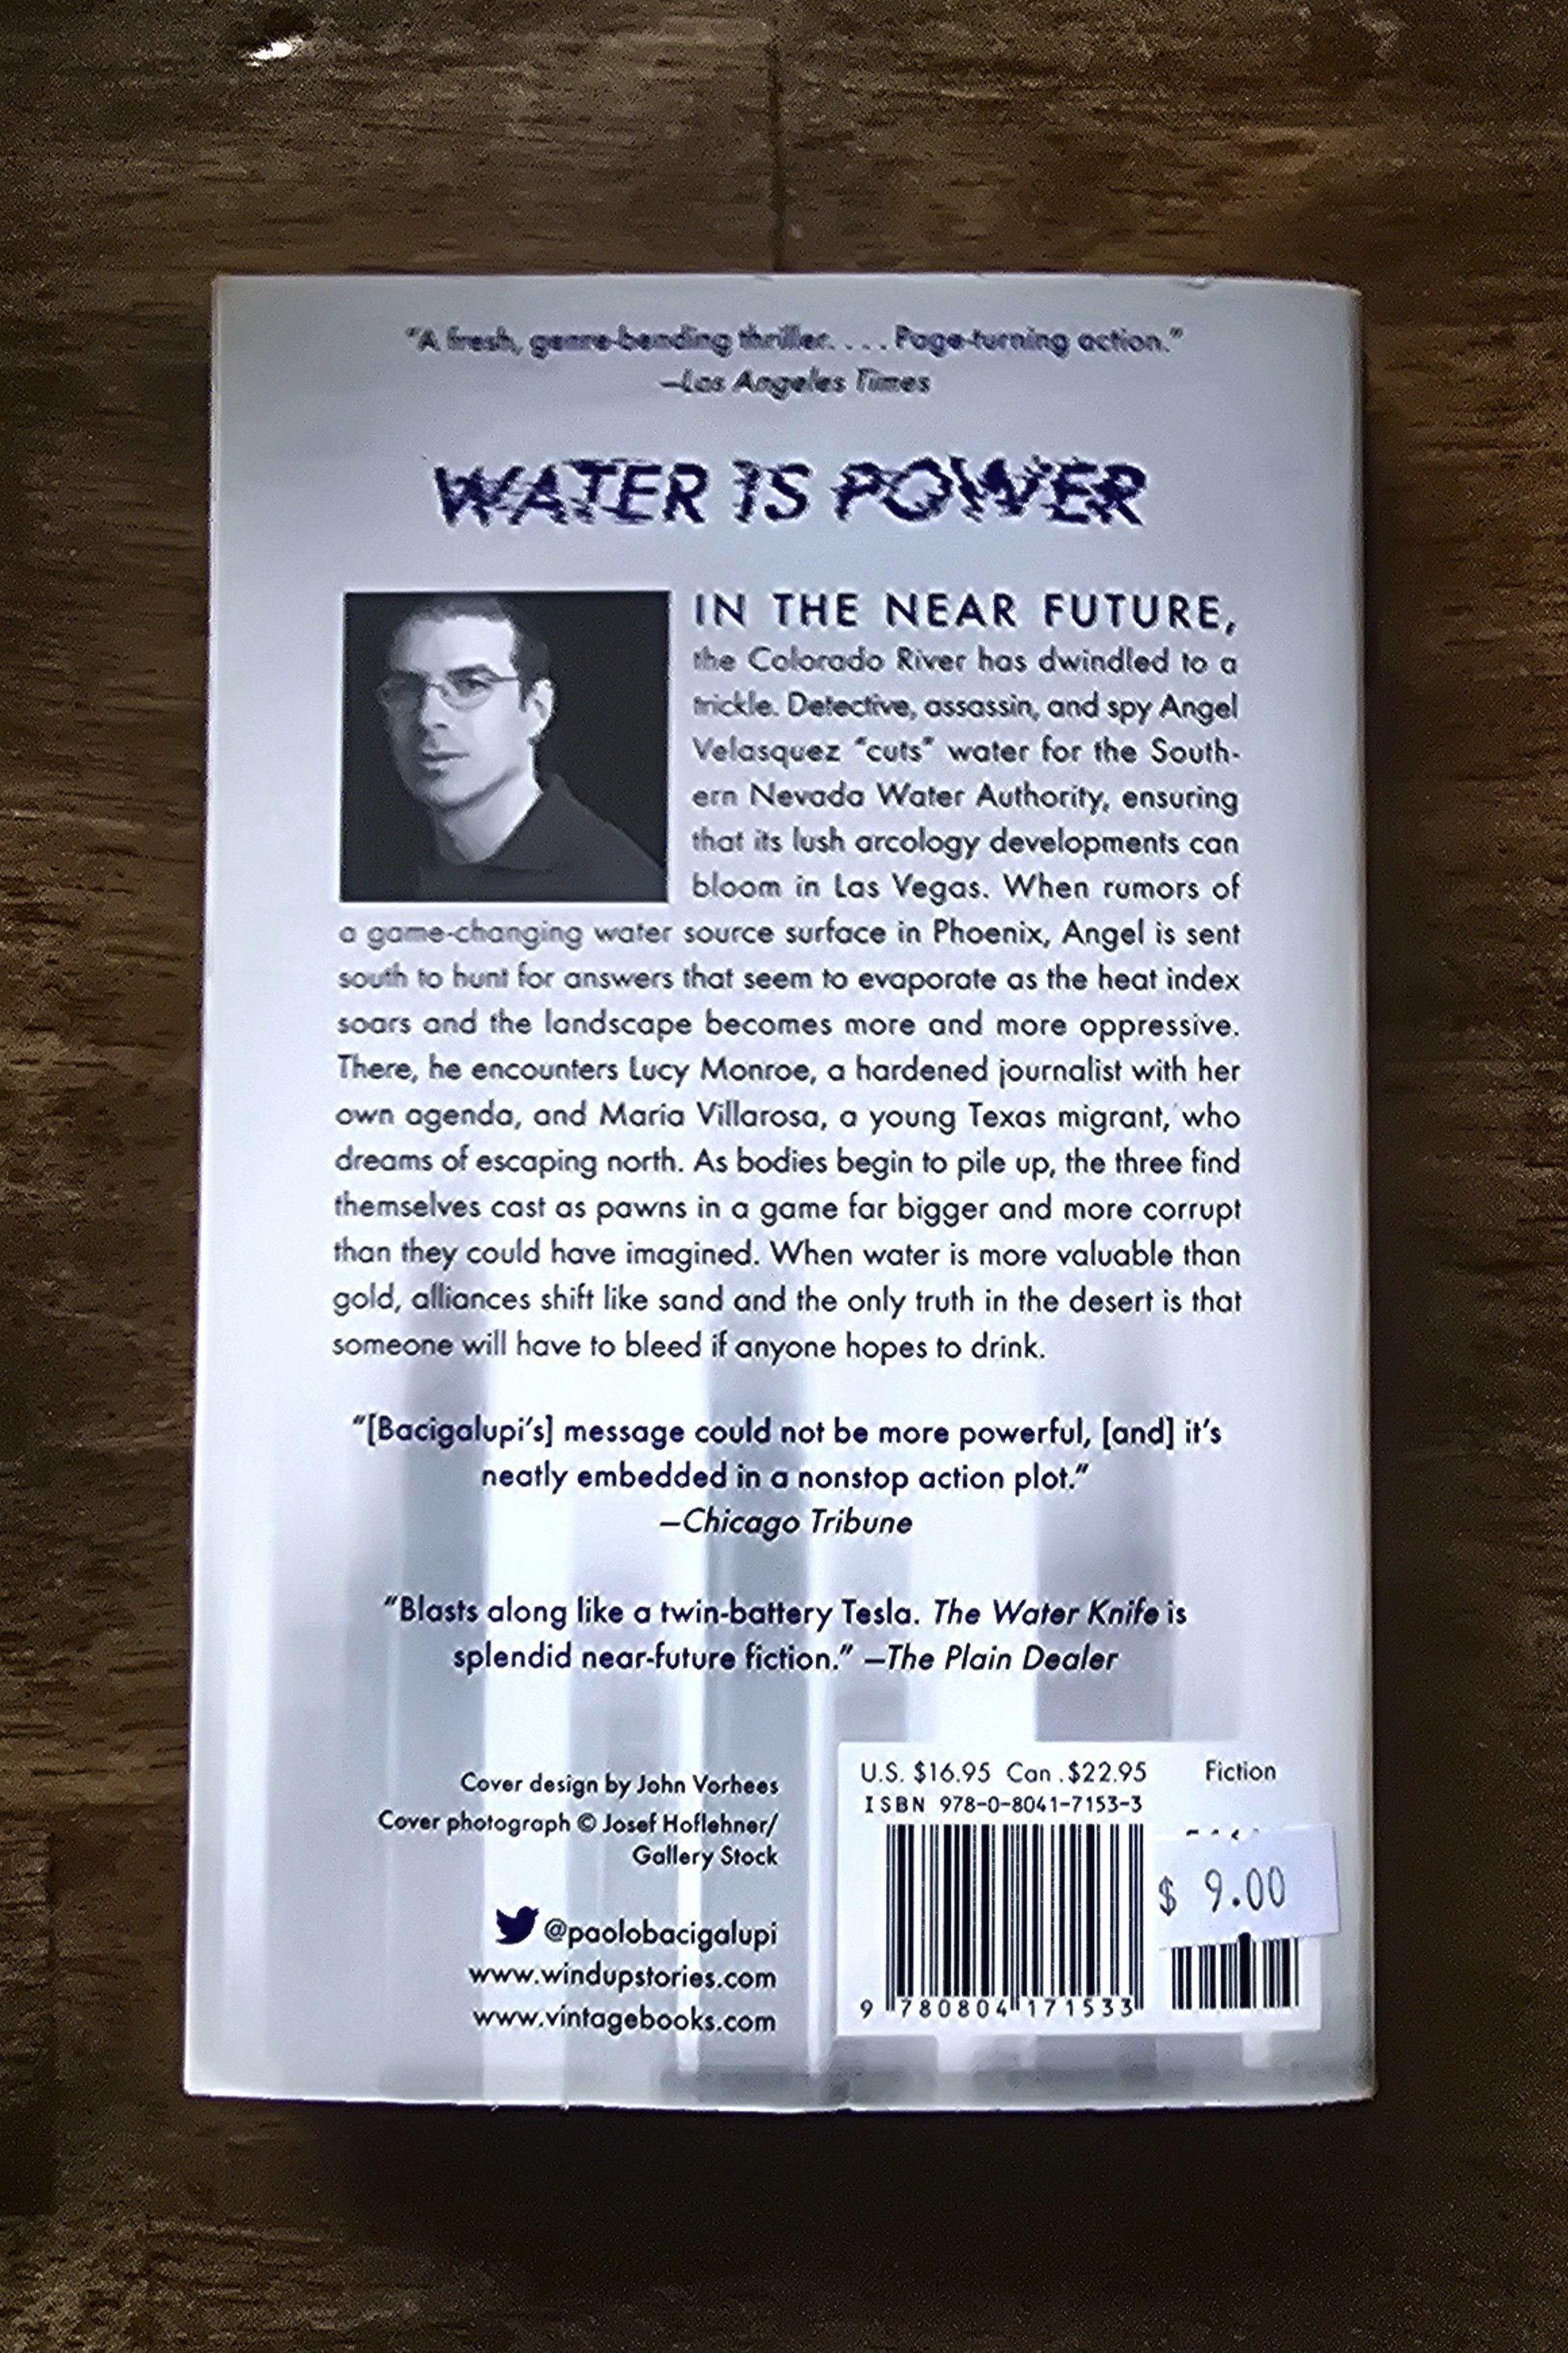 "A fresh, genre-bending thriller. . . . Page-turning action."
—Los Angeles Times
WATER IS POWER
IN THE NEAR FUTURE,
the Colorado River has dwindled to a
trickle. Detective, assassin, and spy Angel
Velasquez "cuts" water for the South-
ern Nevada Water Authority, ensuring
that its lush arcology developments can
bloom in Las Vegas. When rumors of
a game-changing water source surface in Phoenix, Angel is sent
south to hunt for answers that seem to evaporate as the heat index
soars and the landscape becomes more and more oppressive.
There, he encounters Lucy Monroe, a hardened journalist with her
own agenda, and Maria Villarosa, a young Texas migrant, who
dreams of escaping north. As bodies begin to pile up, the three find
themselves cast as pawns in a game far bigger and more corrupt
than they could have imagined. When water is more valuable than
gold, alliances shift like sand and the only truth in the desert is that
someone will have to bleed if anyone hopes to drink.
"[Bacigalupi's] message could not be more powerful, [and] it's
neatly embedded in a nonstop action plot."
—Chicago Tribune
"Blasts along like a twin-battery Tesla. The Water Knife is
splendid near-future fiction." —The Plain Dealer
Cover design by John Vorhees
Cover photograph © Josef Hoflehner/
Gallery Stock
@paolobacigalupi
www.windupstories.com
www.vintagebooks.com
U.S. $16.95 Can. $22.95 Fiction
ISBN 978-0-8041-7153-3
$ 9.00
9 780804 171533